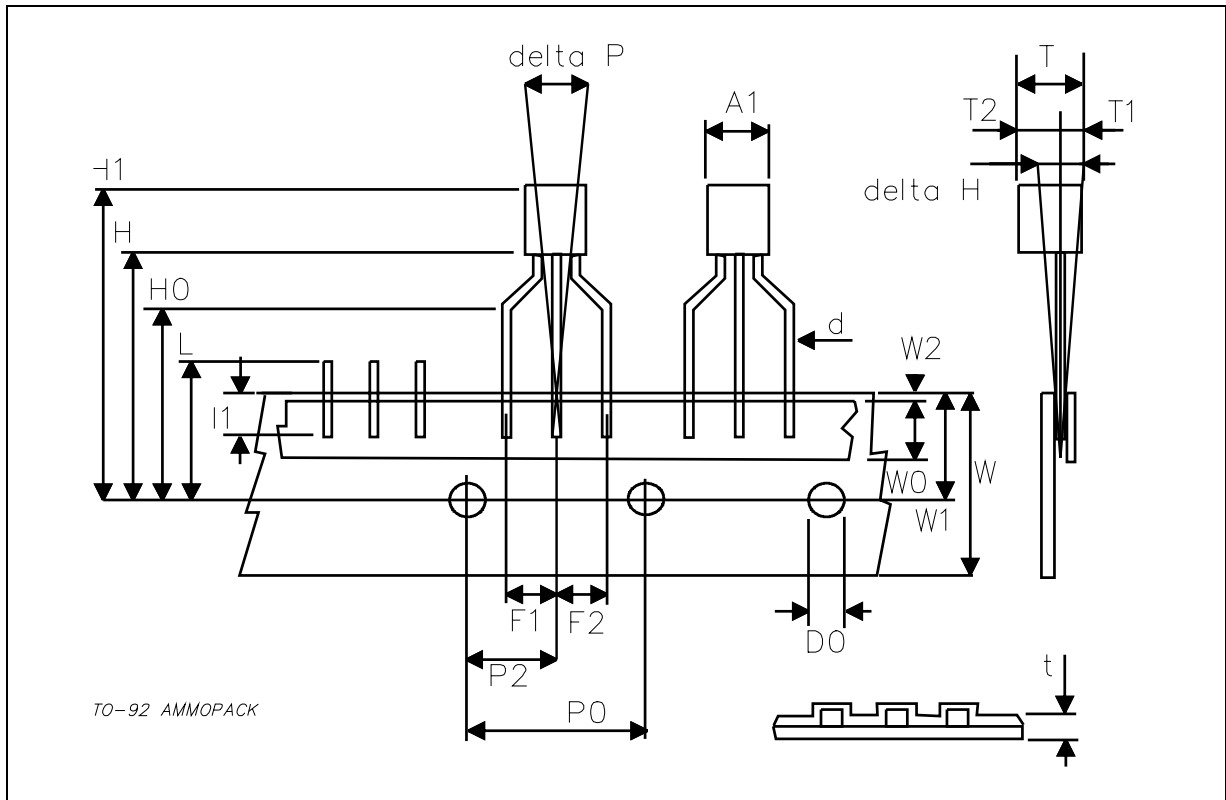 delta P
T
A1
T2
T1
H1
delta H
H
H0
d
L
W2
I1
W0
W
W1
F1
F2
D0
P2
t
P0
TO-92 AMMOPACK